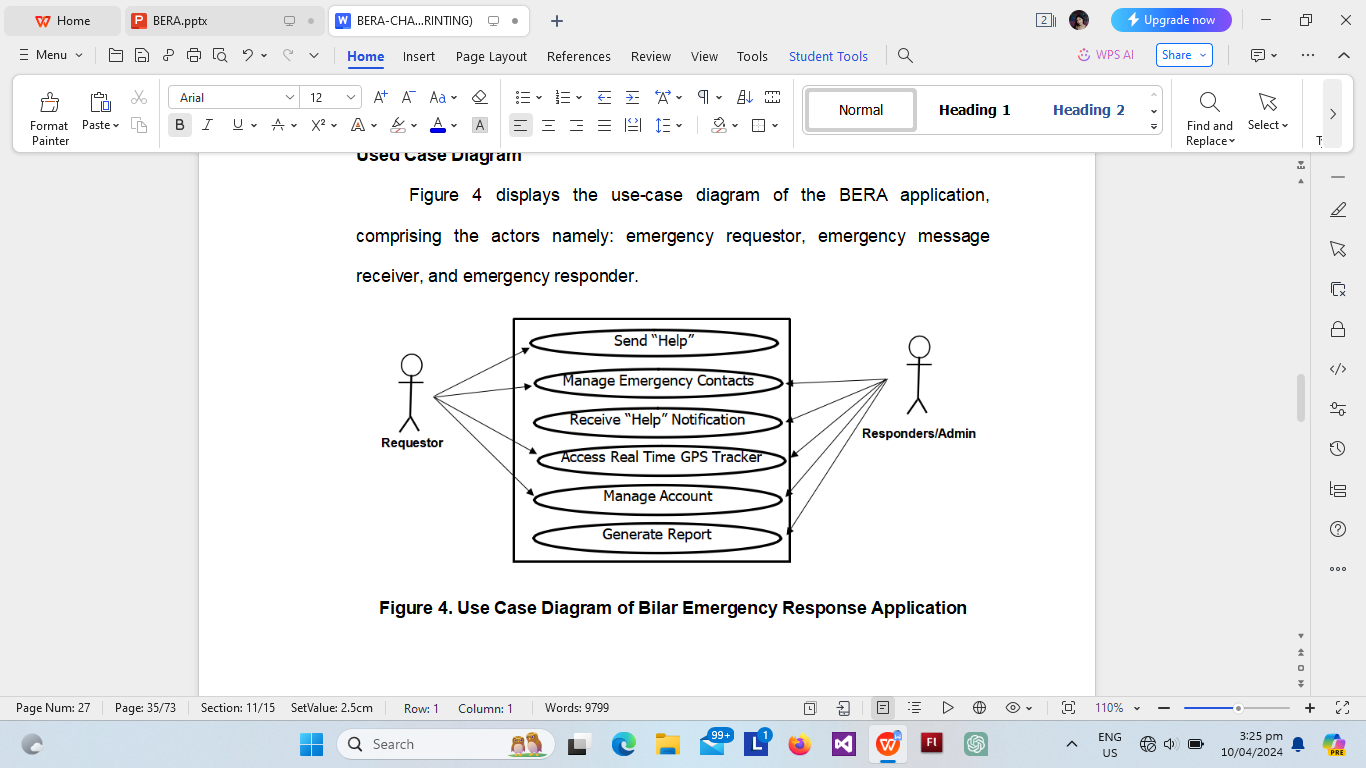 Home
BERA.pptx
BERA-CHA...RINTING)
2
Upgrade now
Menu
Home
Insert
Page Layout
References
Review
View
Tools
Student Tools
WPS AI
Share
Format
Painter
Paste
Arial
12
Normal
Heading 1
Heading 2
Find and
Replace
Select
Used Case Diagram
Figure 4 displays the use-case diagram of the BERA application,
comprising the actors namely: emergency requestor, emergency message
receiver, and emergency responder.
Send “Help”
Manage Emergency Contacts
Receive “Help” Notification
Access Real Time GPS Tracker
Manage Account
Generate Report
Requestor
Responders/Admin
Figure 4. Use Case Diagram of Bilar Emergency Response Application
Page Num: 27 Page: 35/73 Section: 11/15 SetValue: 2.5cm Row: 1 Column: 1 Words: 9799 110%
Search
99+
1
ENG
US
3:25 pm
10/04/2024